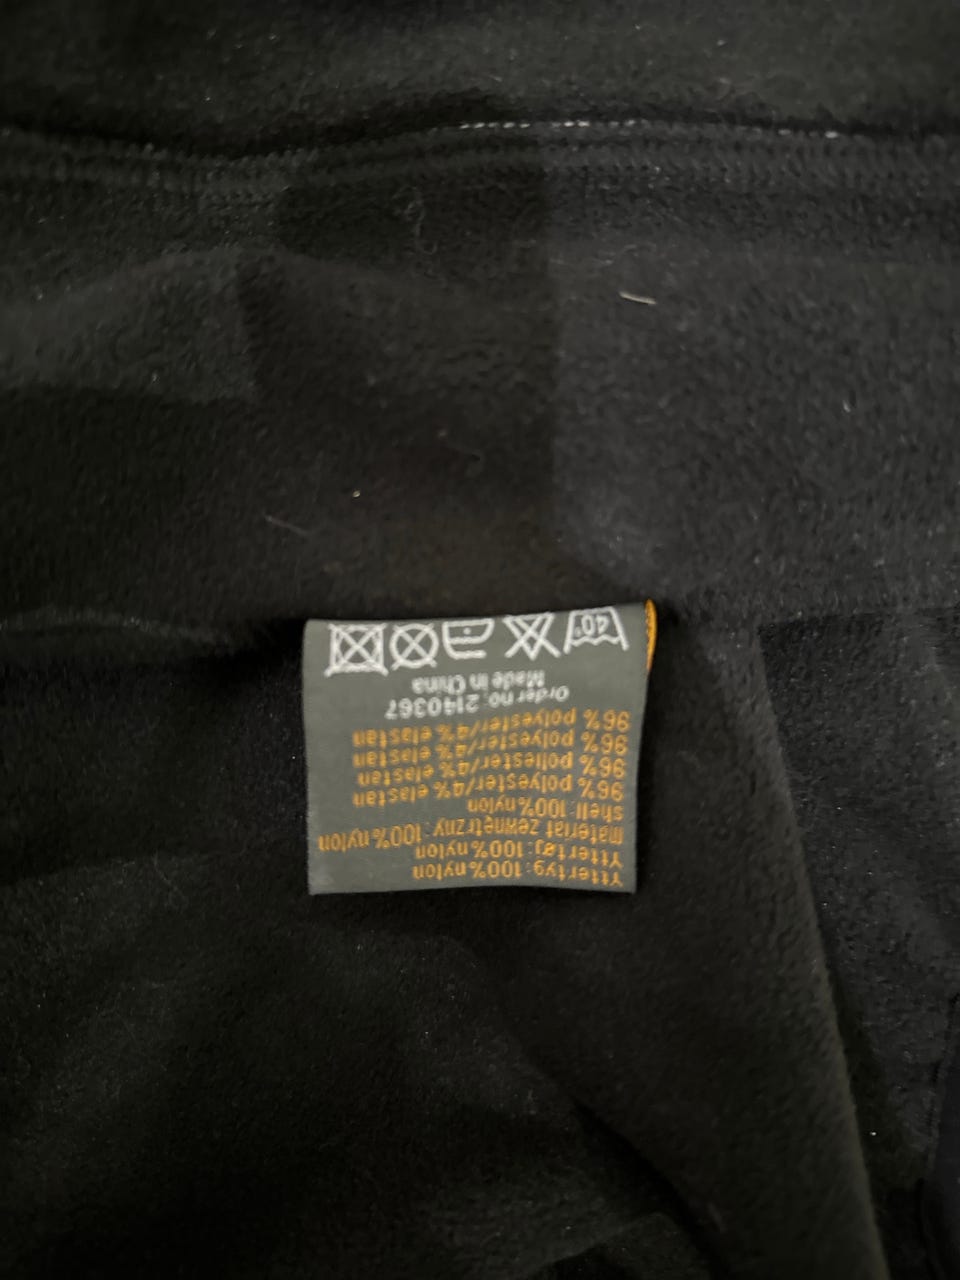 Yttertyg:100%nylon
Yttertøj:100%nylon
materiał zewnętrzny:100%nylon
shell:100%nylon
96% polyester/4% elastan
96% poliester/4% elastan
96% polyester/4% elastan
96% polyester/4% elastan
Order no:2140367
Made in China
40°